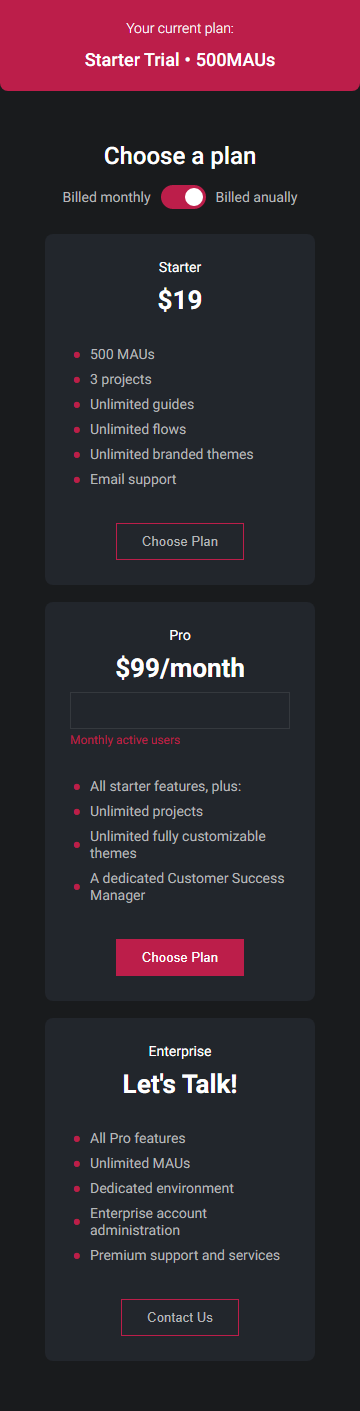 Your current plan:
Starter Trial • 500MAUs
Choose a plan
Billed monthly
Billed anually
Starter
$19
500 MAUs
3 projects
Unlimited guides
Unlimited flows
Unlimited branded themes
Email support
Choose Plan
Pro
$99/month
Monthly active users
All starter features, plus:
Unlimited projects
Unlimited fully customizable
themes
A dedicated Customer Success
Manager
Choose Plan
Enterprise
Let's Talk!
All Pro features
Unlimited MAUs
Dedicated environment
Enterprise account
administration
Premium support and services
Contact Us